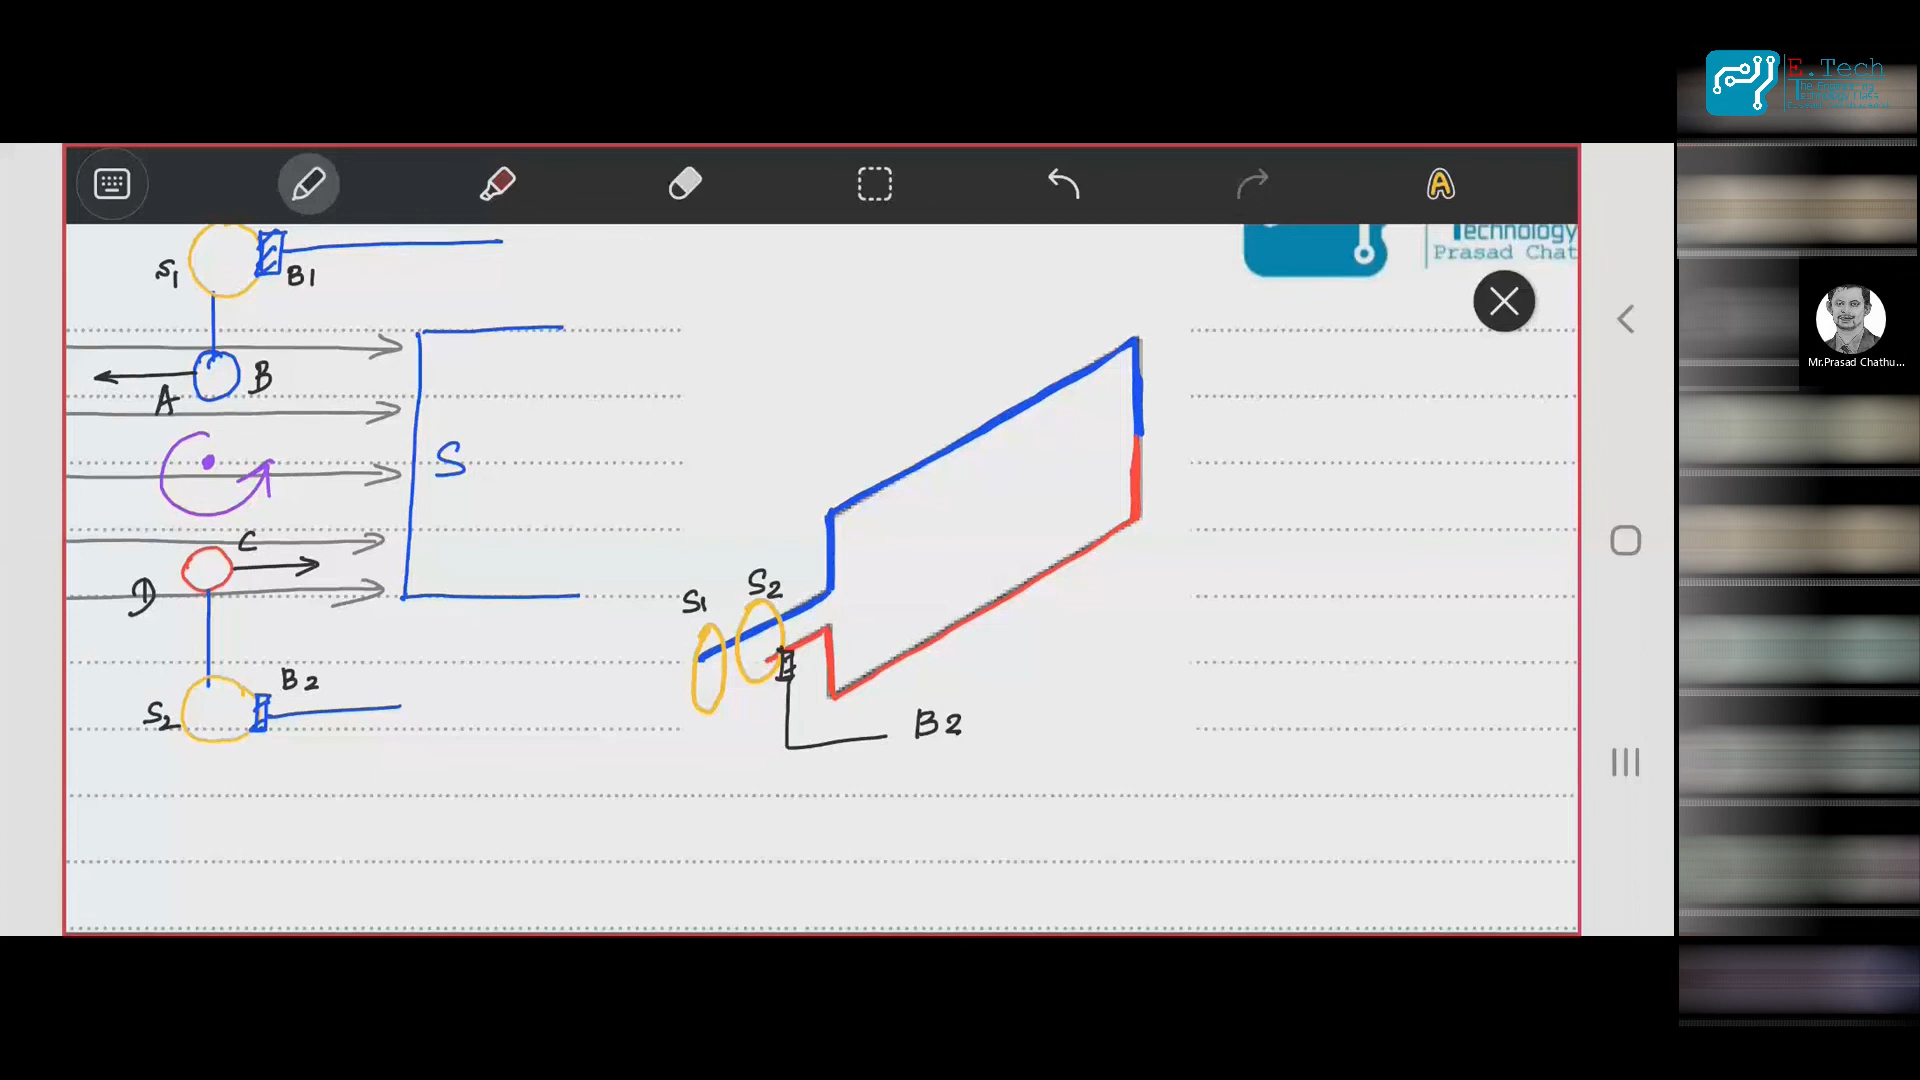 E.Tech
Technology
Prasad Chat
S1
B1
A
B
S
C
D
B2
S2
S1
S2
B2
Mr.Prasad Chathu...
A